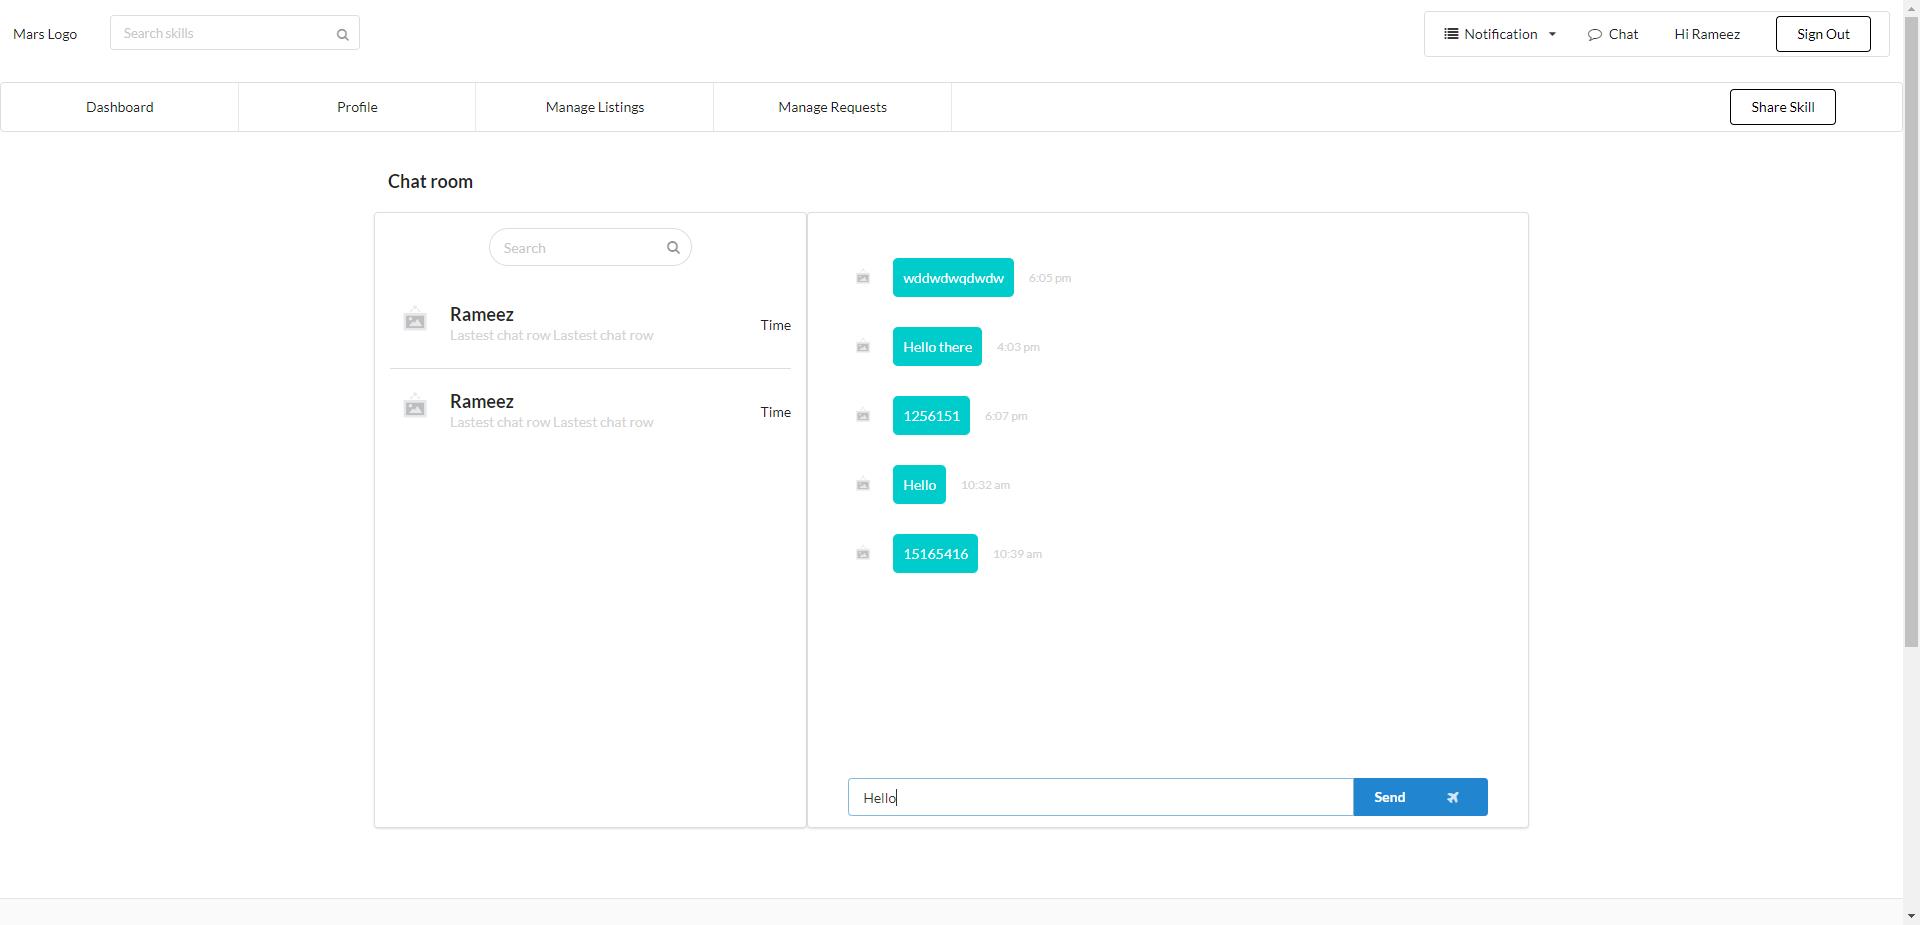 Mars Logo
Search skills
Notification
Chat
Hi Rameez
Sign Out
Dashboard
Profile
Manage Listings
Manage Requests
Share Skill
Chat room
Search
Rameez
Lastest chat row Lastest chat row
Time
Rameez
Lastest chat row Lastest chat row
Time
wddwdwqdwdw 6:05 pm
Hello there 4:03 pm
1256151 6:07 pm
Hello 10:32 am
15165416 10:39 am
Hello
Send